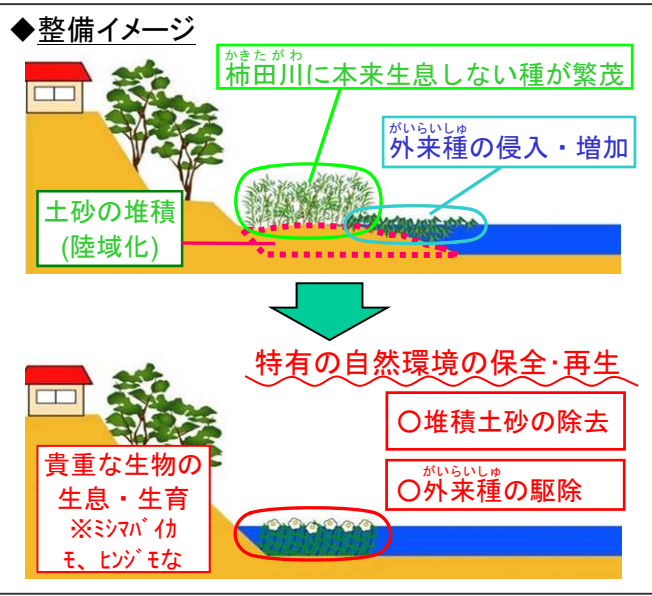 ◆整備イメージ
かきたがわ
柿田川に本来生息しない種が繁茂
がいらいしゅ
外来種の侵入・増加
土砂の堆積
(陸域化)
特有の自然環境の保全・再生
〇堆積土砂の除去
がいらいしゅ
〇外来種の駆除
貴重な生物の
生息・生育
※ﾐｼﾏﾊﾞｲｶ
ﾓ、ﾋﾝｼﾞﾓな